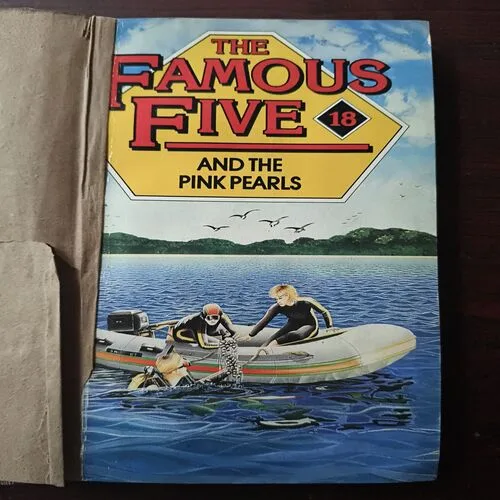 THE
FAMOUS
FIVE
18
AND THE
PINK PEARLS